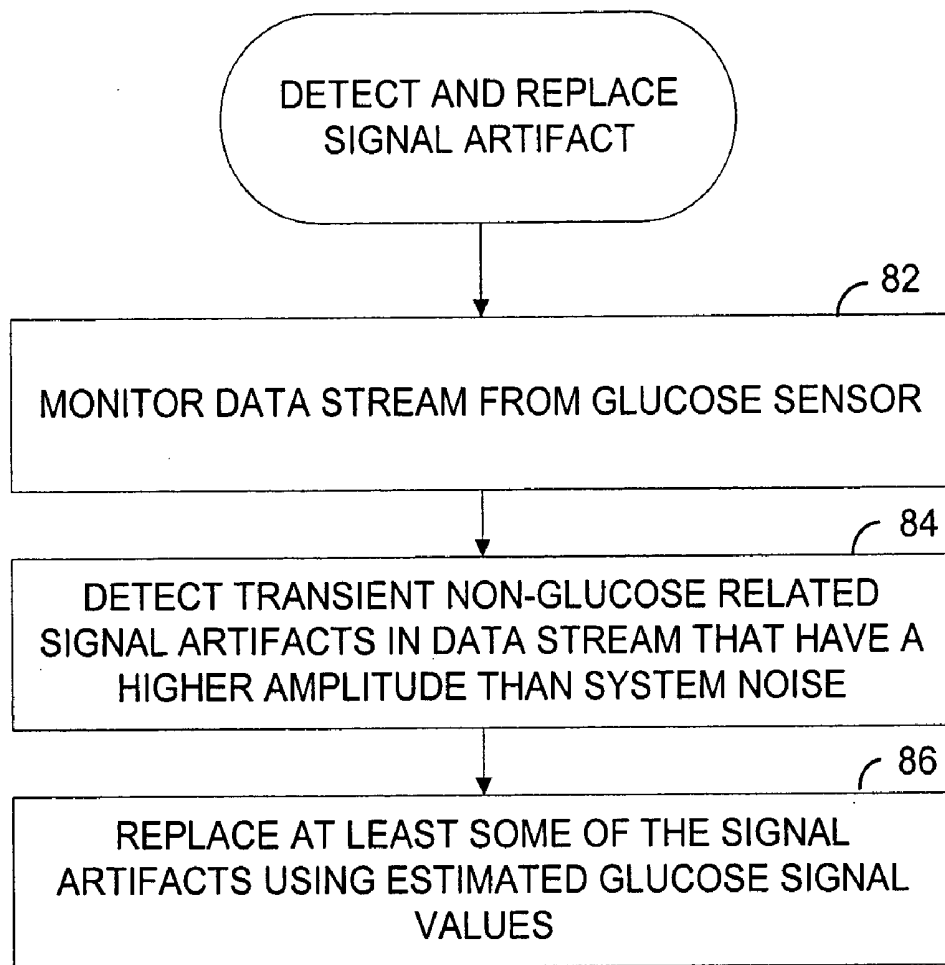 DETECT AND REPLACE
SIGNAL ARTIFACT
82
MONITOR DATA STREAM FROM GLUCOSE SENSOR
84
DETECT TRANSIENT NON-GLUCOSE RELATED
SIGNAL ARTIFACTS IN DATA STREAM THAT HAVE A
HIGHER AMPLITUDE THAN SYSTEM NOISE
86
REPLACE AT LEAST SOME OF THE SIGNAL
ARTIFACTS USING ESTIMATED GLUCOSE SIGNAL
VALUES